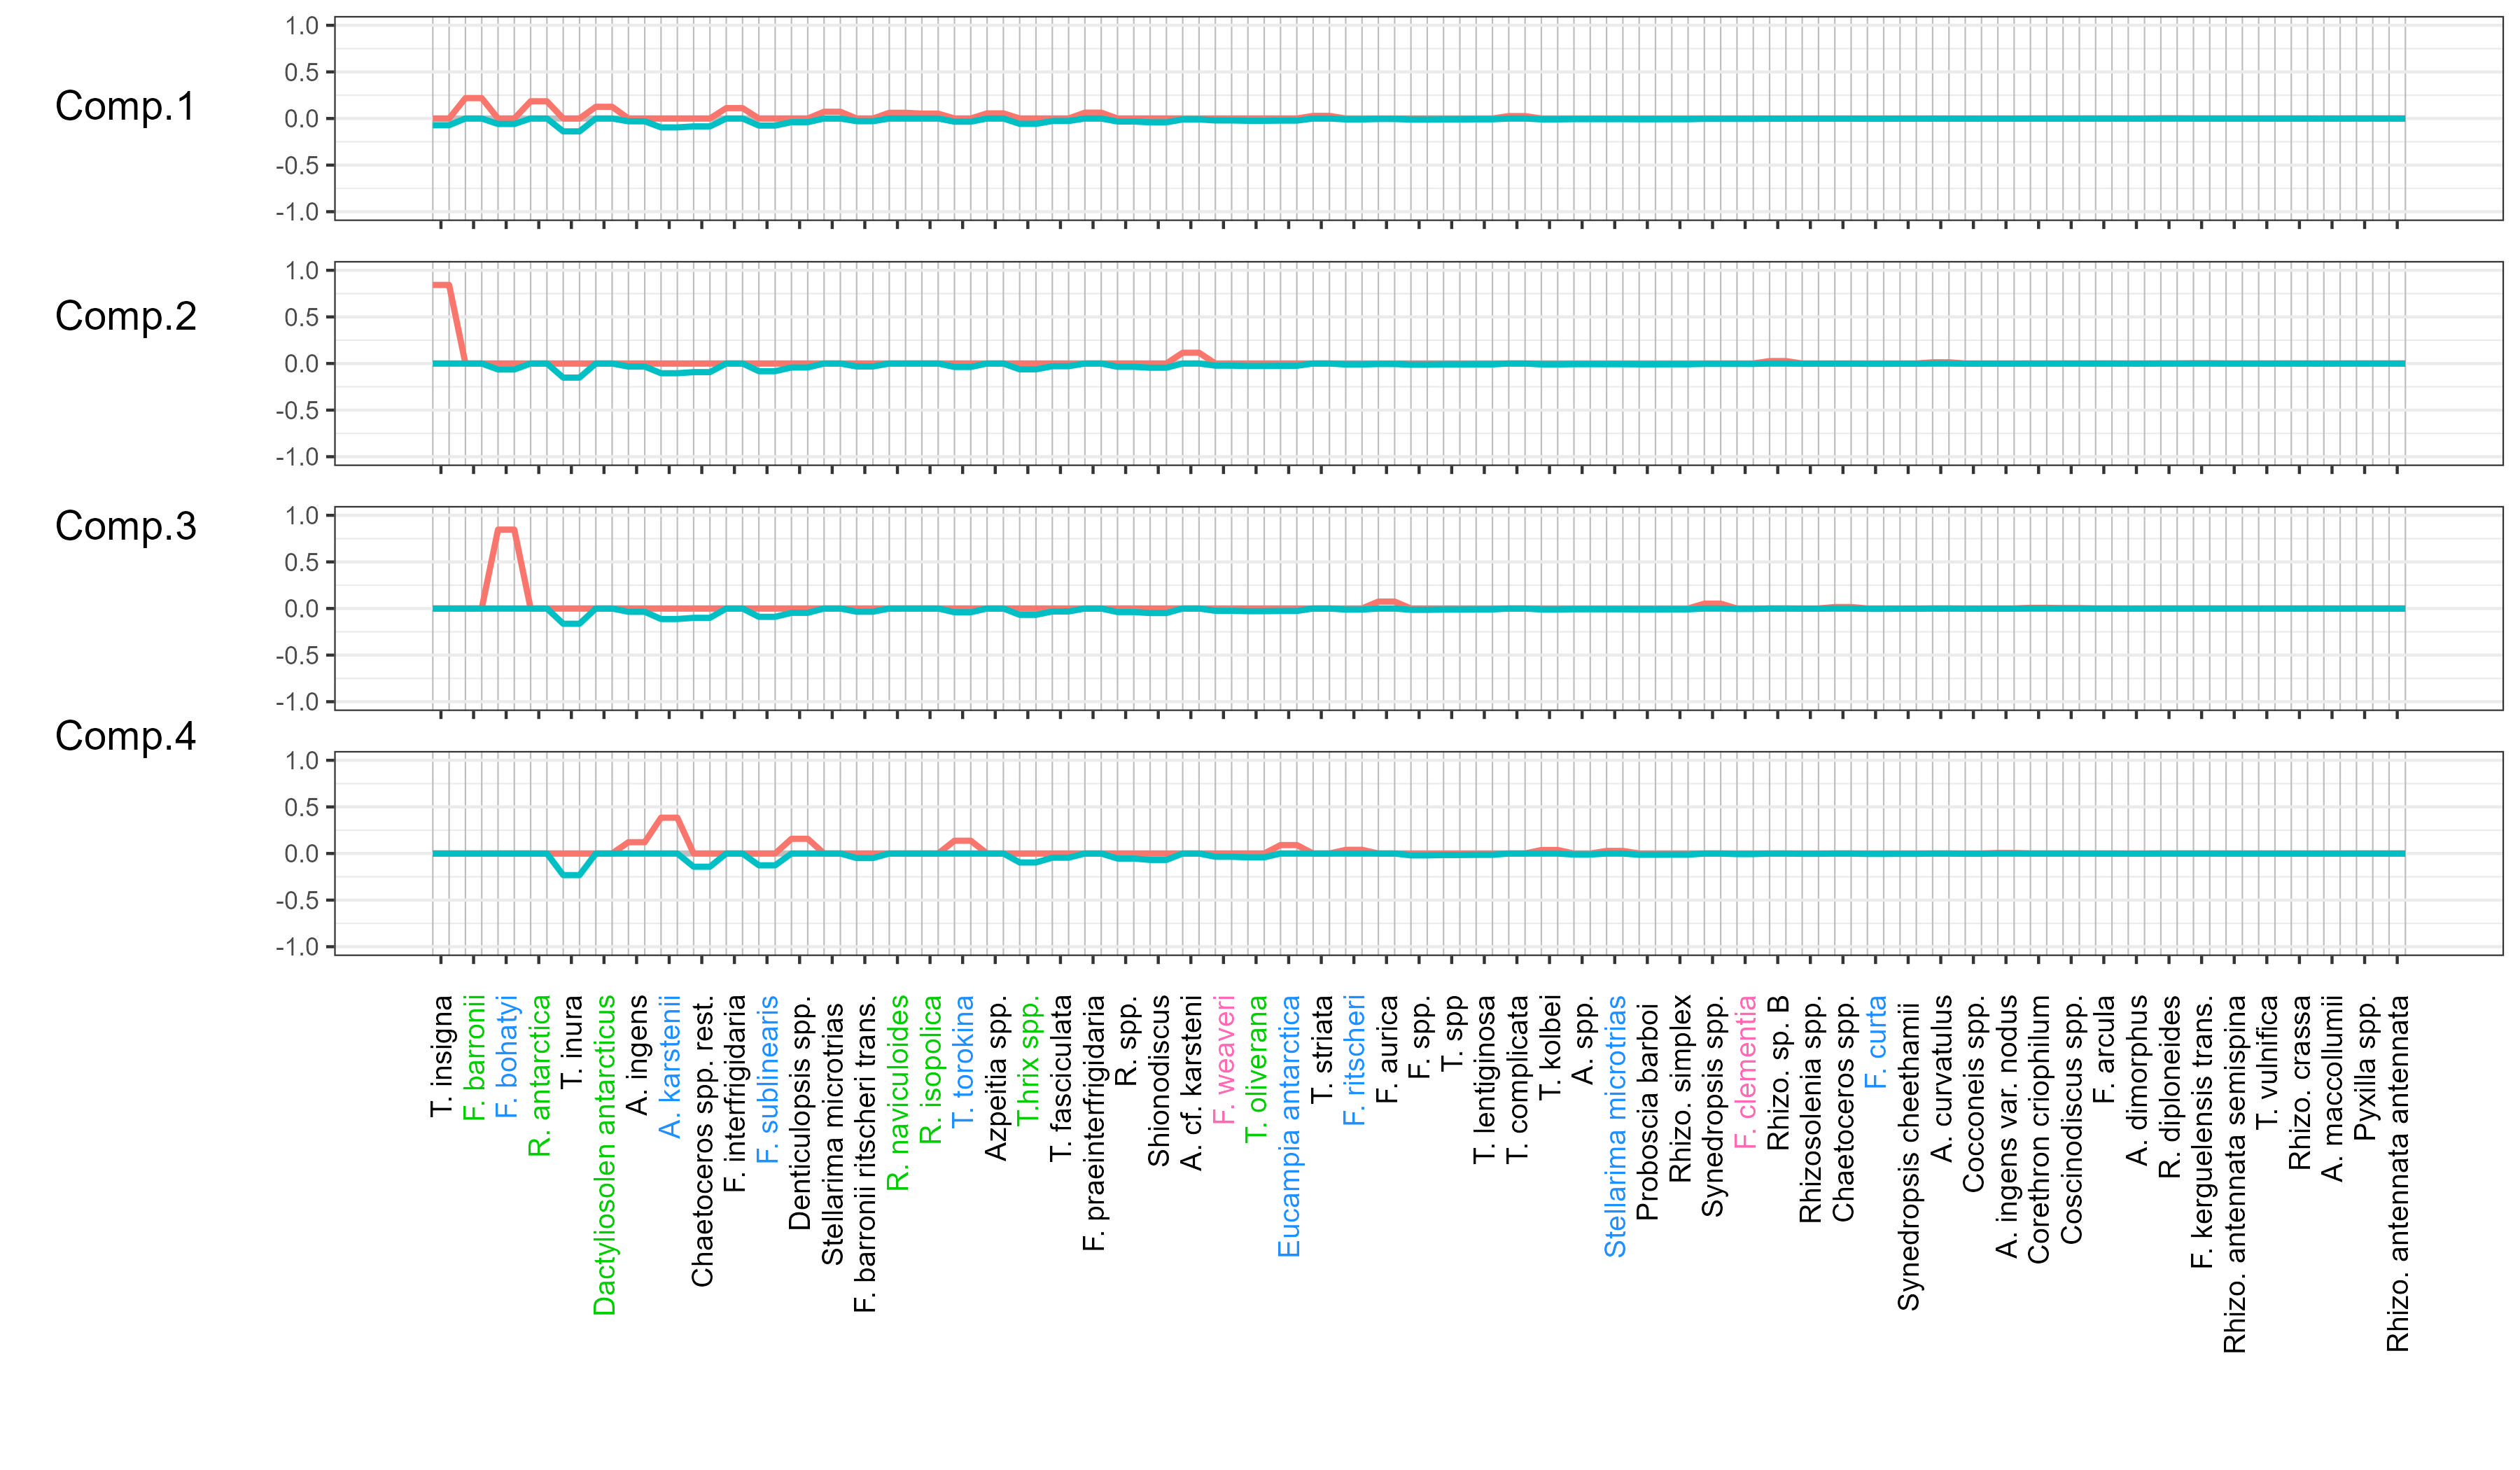 Comp.1
1.0
0.5
0.0
-0.5
-1.0
Comp.2
1.0
0.5
0.0
-0.5
-1.0
Comp.3
1.0
0.5
0.0
-0.5
-1.0
Comp.4
1.0
0.5
0.0
-0.5
-1.0
T. insigna
F. barronii
F. bohatyi
R. antarctica
T. inura
Dactyliosolen antarcticus
A. ingens
A. karstenii
Chaetoceros spp. rest.
F. interfrigidaria
F. sublinearis
Denticulopsis spp.
Stellarima microtrias
F. barronii ritscheri trans.
R. naviculoides
R. isopolica
T. torokina
Azpeitia spp.
T.hrix spp.
T. fasciculata
F. praeinterfrigidaria
R. spp.
Shionodiscus
A. cf. karsteni
F. weaveri
T. oliverana
Eucampia antarctica
T. striata
F. ritscheri
F. aurica
F. spp.
T. spp
T. lentiginosa
T. complicata
T. kolbei
A. spp.
Stellarima microtrias
Proboscia barboi
Rhizo. simplex
Synedropsis spp.
F. clementia
Rhizo. sp. B
Rhizosolenia spp.
Chaetoceros spp.
F. curta
Synedropsis cheethamii
A. curvatulus
Cocconeis spp.
A. ingens var. nodus
Corethron criophilum
Coscinodiscus spp.
F. arcula
A. dimorphus
R. diploneides
F. kerguelensis trans.
Rhizo. antennata semispina
T. vulnifica
Rhizo. crassa
A. maccollumii
Pyxilla spp.
Rhizo. antennata antennata